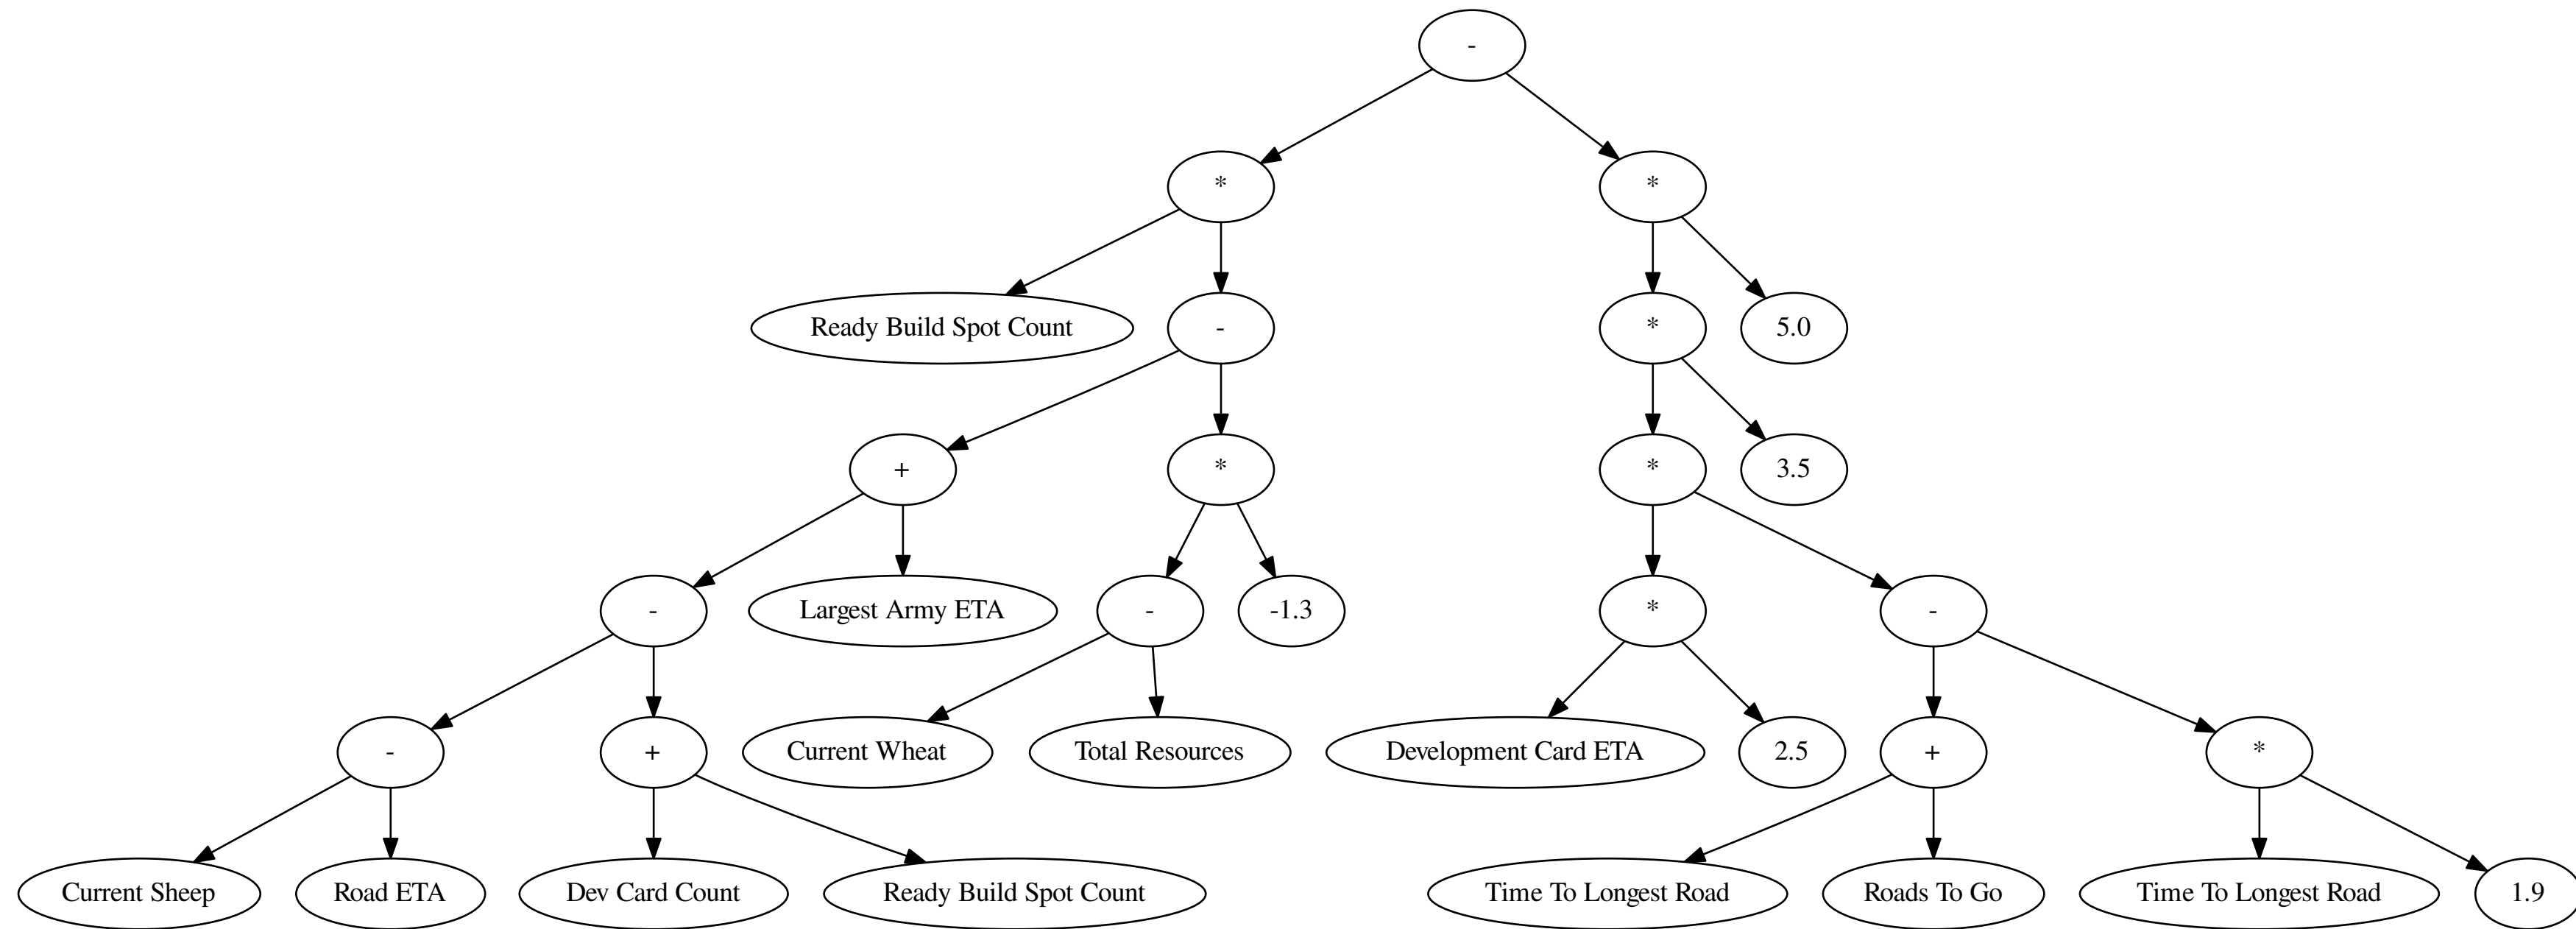 -
*
*
Ready Build Spot Count
-
*
5.0
+
*
*
3.5
-
Largest Army ETA
-
-1.3
*
-
-
+
Current Wheat
Total Resources
Development Card ETA
2.5
+
*
Current Sheep
Road ETA
Dev Card Count
Ready Build Spot Count
Time To Longest Road
Roads To Go
Time To Longest Road
1.9